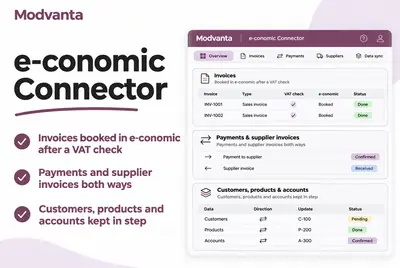 Modvanta
e-conomic
Connector
Invoices booked in e-conomic
after a VAT check
Payments and supplier
invoices both ways
Customers, products and
accounts kept in step
Modvanta e-conomic Connector
Overview Invoices Payments Suppliers Data sync
Invoices
Booked in e-conomic after a VAT check
Invoice Type VAT check e-conomic Status
INV-1001 Sales invoice Booked Done
INV-1002 Sales invoice Booked Done
Payments & supplier invoices
Payments and supplier invoices both ways
Payment to supplier Confirmed
Supplier invoice Received
Customers, products & accounts
Customers, products and accounts kept in step
Data Direction Update Status
Customers C-100 Pending
Products P-200 Done
Accounts A-300 Confirmed